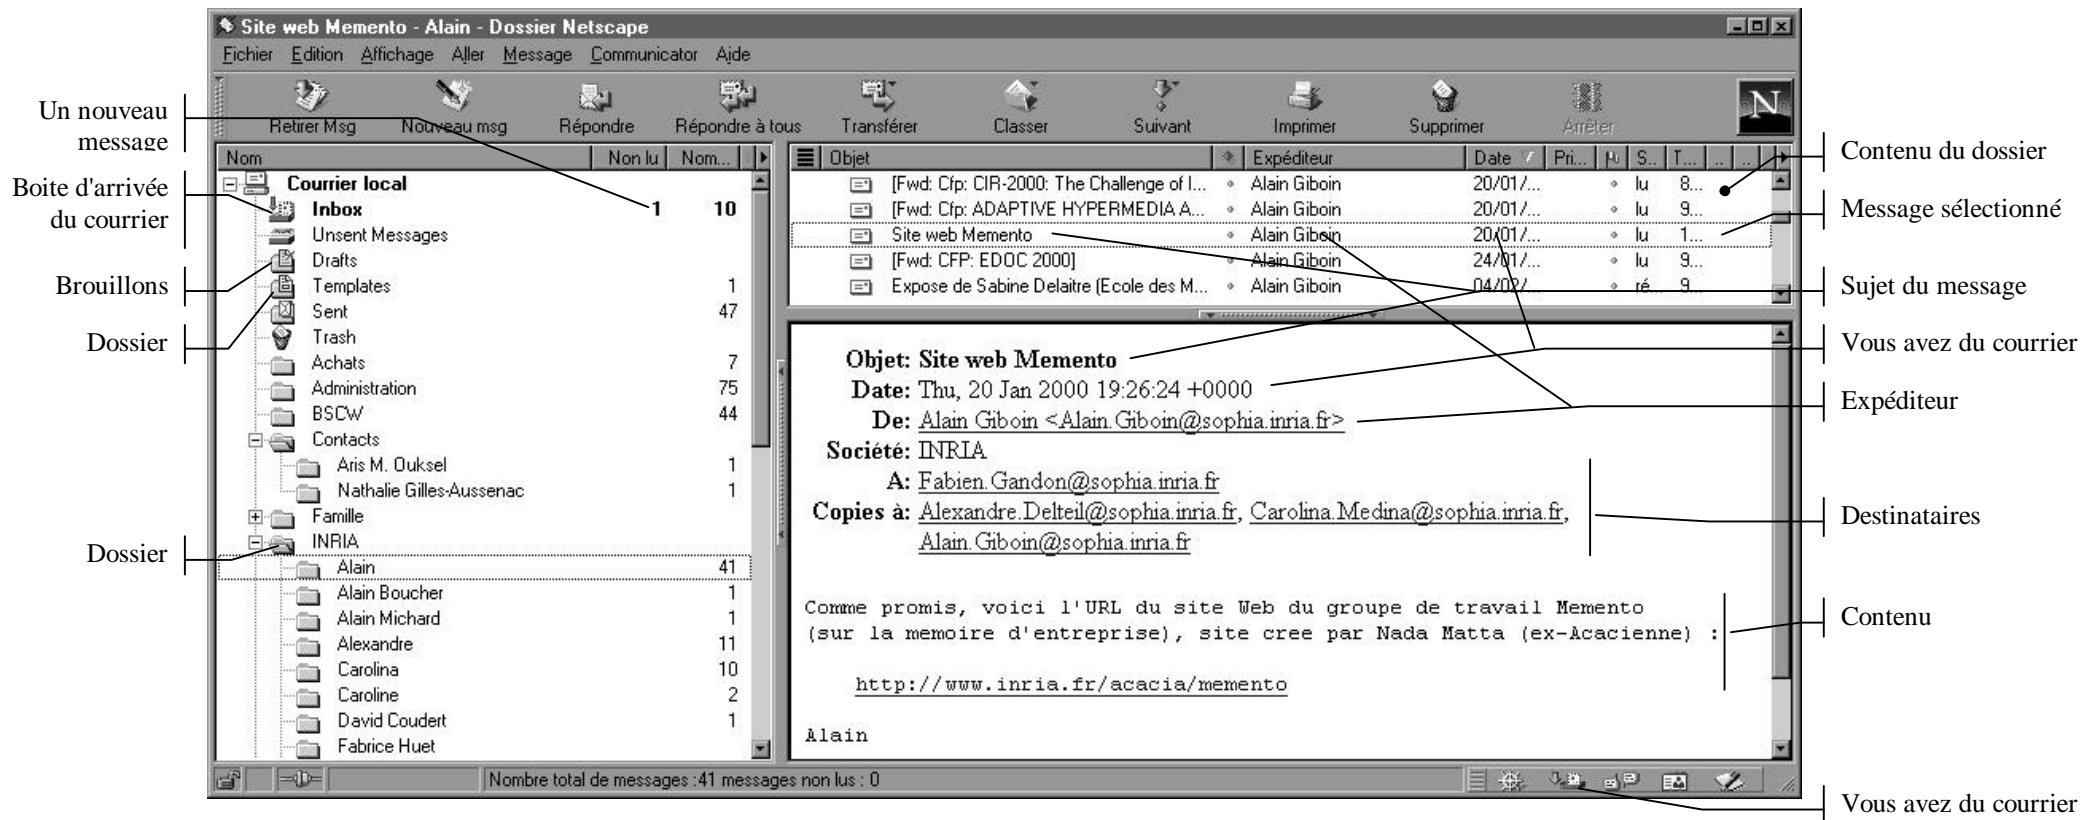 Site web Memento - Alain - Dossier Netscape
Fichier Edition Affichage Aller Message Communicator Aide
Retirer Msg Nouveau msg Répondre Répondre à tous Transférer Classer Suivant Imprimer Supprimer Arrêter
N
Un nouveau
message
Boite d'arrivée
du courrier
Brouillons
Dossier
Dossier
Nom Non lu Nom...
Courrier local
Inbox 1 10
Unsent Messages
Drafts
Templates 1
Sent 47
Trash
Achats 7
Administration 75
BSCW 44
Contacts
Aris M. Ouksel 1
Nathalie Gilles-Aussenac 1
Famille
INRIA
Alain 41
Alain Boucher 1
Alain Michard 1
Alexandre 11
Carolina 10
Caroline 2
David Coudert 1
Fabrice Huet
Objet Expéditeur Date Pri... S.. T... .. ..
[Fwd: Cfp: CIR-2000: The Challenge of I... Alain Giboin 20/01/... lu 8...
[Fwd: Cfp: ADAPTIVE HYPERMEDIA A... Alain Giboin 20/01/... lu 9...
Site web Memento Alain Giboin 20/01/... lu 1...
[Fwd: CFP: EDOC 2000] Alain Giboin 24/01/... lu 9...
Expose de Sabine Delaitre (Ecole des M... Alain Giboin 04/02/... ré... 9...
Objet: Site web Memento
Date: Thu, 20 Jan 2000 19:26:24 +0000
De: Alain Giboin <Alain.Giboin@sophia.inria.fr>
Société: INRIA
A: Fabien.Gandon@sophia.inria.fr
Copies à: Alexandre.Delteil@sophia.inria.fr, Carolina.Medina@sophia.inria.fr,
Alain.Giboin@sophia.inria.fr
Comme promis, voici l'URL du site Web du groupe de travail Memento
(sur la memoire d'entreprise), site cree par Nada Matta (ex-Acacienne) :
http://www.inria.fr/acacia/memento
Alain
Nombre total de messages :41 messages non lus : 0
Contenu du dossier
Message sélectionné
Sujet du message
Vous avez du courrier
Expéditeur
Destinataires
Contenu
Vous avez du courrier